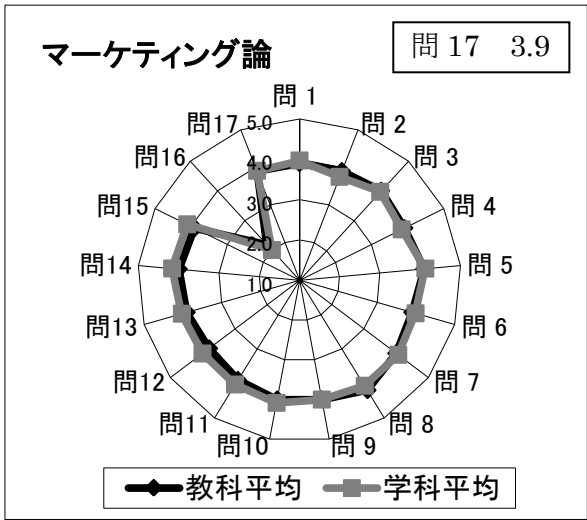 マーケティング論
問 17　3.9
問 1
問 2
問 3
問 4
問 5
問 6
問 7
問 8
問 9
問10
問11
問12
問13
問14
問15
問16
問17
5.0
4.0
3.0
2.0
1.0
教科平均
学科平均